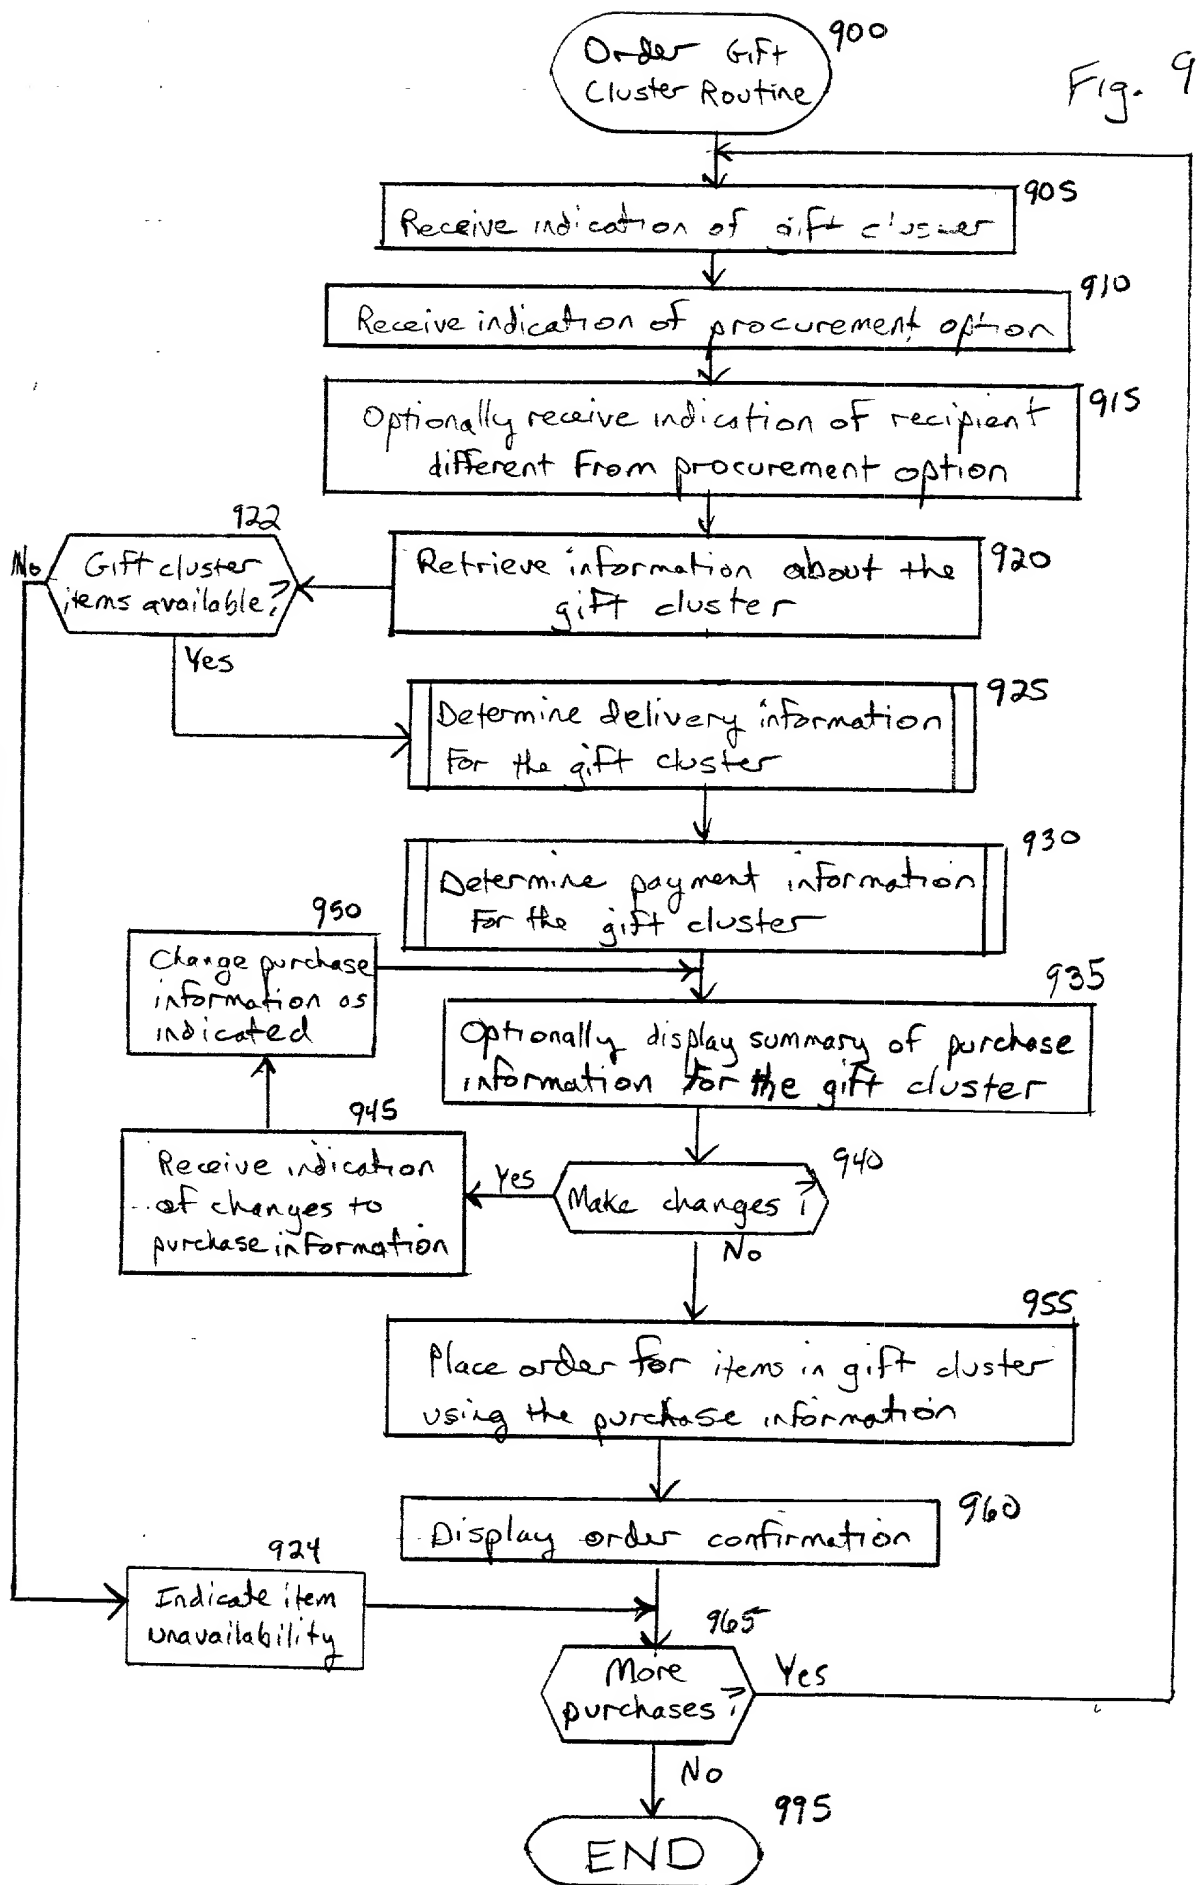 Order Gift
Cluster Routine
900
Fig. 9
905
Receive indication of gift cluster
910
Receive indication of procurement option
915
Optionally receive indication of recipient
different from procurement option
922
No
Gift cluster
items available?
Yes
920
Retrieve information about the
gift cluster
925
Determine delivery information
for the gift cluster
930
Determine payment information
for the gift cluster
950
Change purchase
information as
indicated
935
Optionally display summary of purchase
information for the gift cluster
945
Receive indication
of changes to
purchase information
Yes
940
Make changes?
No
955
Place order for items in gift cluster
using the purchase information
960
Display order confirmation
924
Indicate item
unavailability
965
More
purchases?
Yes
No
995
END